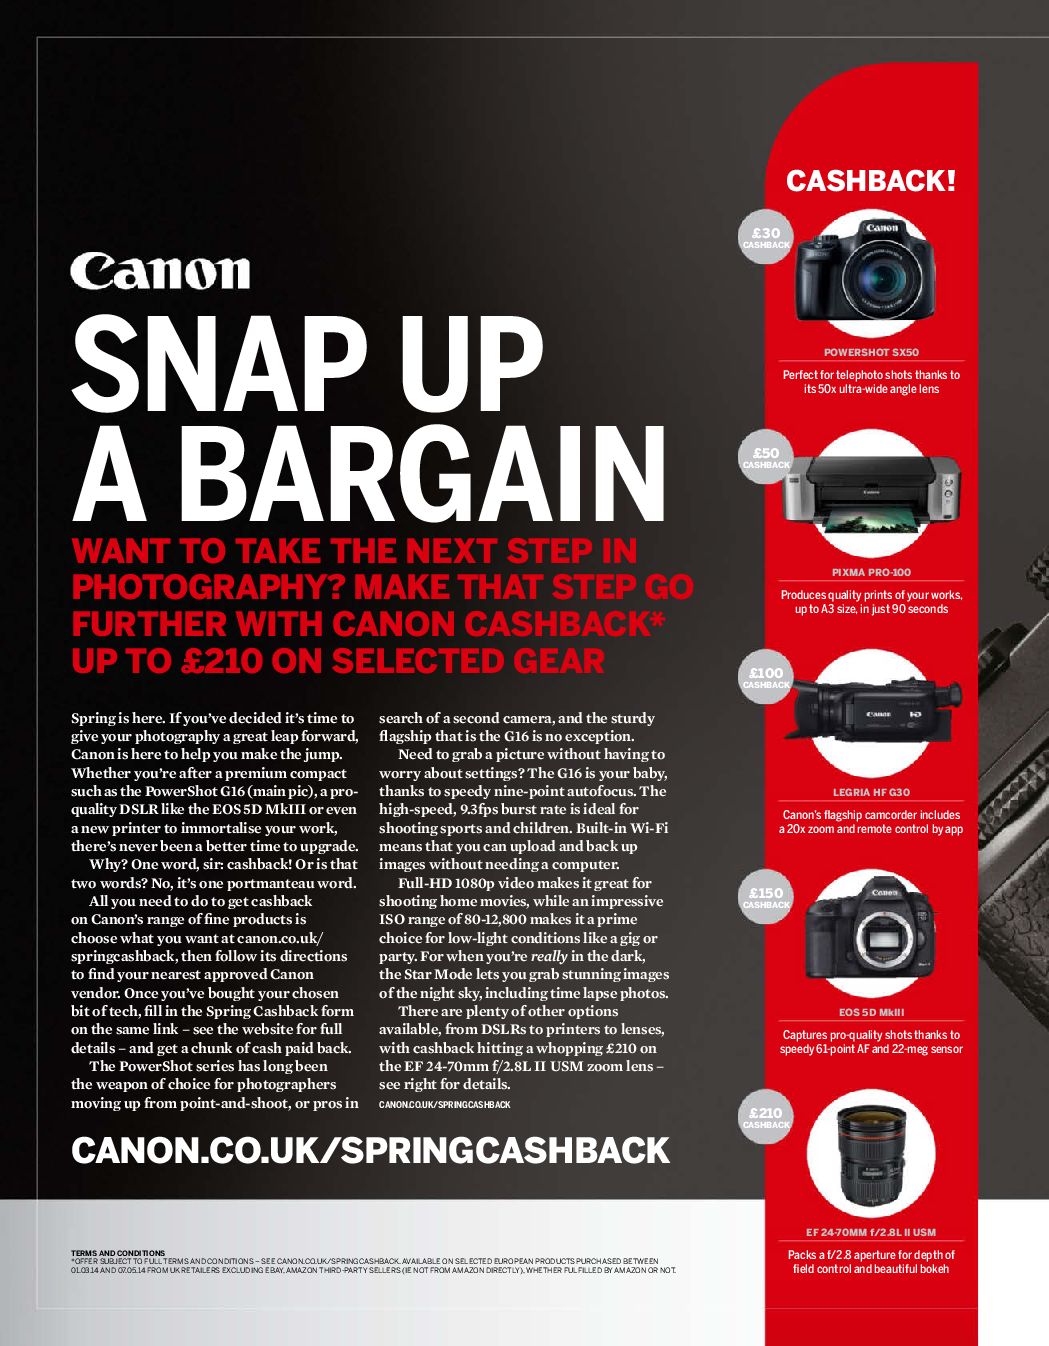 Canon
SNAP UP
A BARGAIN
WANT TO TAKE THE NEXT STEP IN
PHOTOGRAPHY? MAKE THAT STEP GO
FURTHER WITH CANON CASHBACK*
UP TO £210 ON SELECTED GEAR
Spring is here. If you've decided it's time to
give your photography a great leap forward,
Canon is here to help you make the jump.
Whether you're after a premium compact
such as the PowerShot G16 (main pic), a pro-
quality DSLR like the EOS 5D MkIII or even
a new printer to immortalise your work,
there's never been a better time to upgrade.
Why? One word, sir: cashback! Or is that
two words? No, it's one portmanteau word.
All you need to do to get cashback
on Canon's range of fine products is
choose what you want at canon.co.uk/
springcashback, then follow its directions
to find your nearest approved Canon
vendor. Once you've bought your chosen
bit of tech, fill in the Spring Cashback form
on the same link – see the website for full
details – and get a chunk of cash paid back.
The PowerShot series has long been
the weapon of choice for photographers
moving up from point-and-shoot, or pros in
search of a second camera, and the sturdy
flagship that is the G16 is no exception.
Need to grab a picture without having to
worry about settings? The G16 is your baby,
thanks to speedy nine-point autofocus. The
high-speed, 9.3fps burst rate is ideal for
shooting sports and children. Built-in Wi-Fi
means that you can upload and back up
images without needing a computer.
Full-HD 1080p video makes it great for
shooting home movies, while an impressive
ISO range of 80-12,800 makes it a prime
choice for low-light conditions like a gig or
party. For when you're really in the dark,
the Star Mode lets you grab stunning images
of the night sky, including time lapse photos.
There are plenty of other options
available, from DSLRs to printers to lenses,
with cashback hitting a whopping £210 on
the EF 24-70mm f/2.8L II USM zoom lens –
see right for details.
CANON.CO.UK/SPRINGCASHBACK
CANON.CO.UK/SPRINGCASHBACK
TERMS AND CONDITIONS
*OFFER SUBJECT TO FULL TERMS AND CONDITIONS – SEE CANON.CO.UK/SPRINGCASHBACK. AVAILABLE ON SELECTED EUROPEAN PRODUCTS PURCHASED BETWEEN
01.03.14 AND 07.05.14 FROM UK RETAILERS EXCLUDING EBAY, AMAZON THIRD-PARTY SELLERS (IE NOT FROM AMAZON DIRECTLY), WHETHER FULFILLED BY AMAZON OR NOT.
CASHBACK!
£30
CASHBACK
Canon
POWERSHOT SX50
Perfect for telephoto shots thanks to
its 50x ultra-wide angle lens
£50
CASHBACK
Canon
PIXMA PRO-100
Produces quality prints of your works,
up to A3 size, in just 90 seconds
£100
CASHBACK
Canon
HD
LEGRIA HF G30
Canon's flagship camcorder includes
a 20x zoom and remote control by app
£150
CASHBACK
Canon
EOS 5D MkIII
Captures pro-quality shots thanks to
speedy 61-point AF and 22-meg sensor
£210
CASHBACK
EF 24-70MM f/2.8L II USM
Packs a f/2.8 aperture for depth of
field control and beautiful bokeh